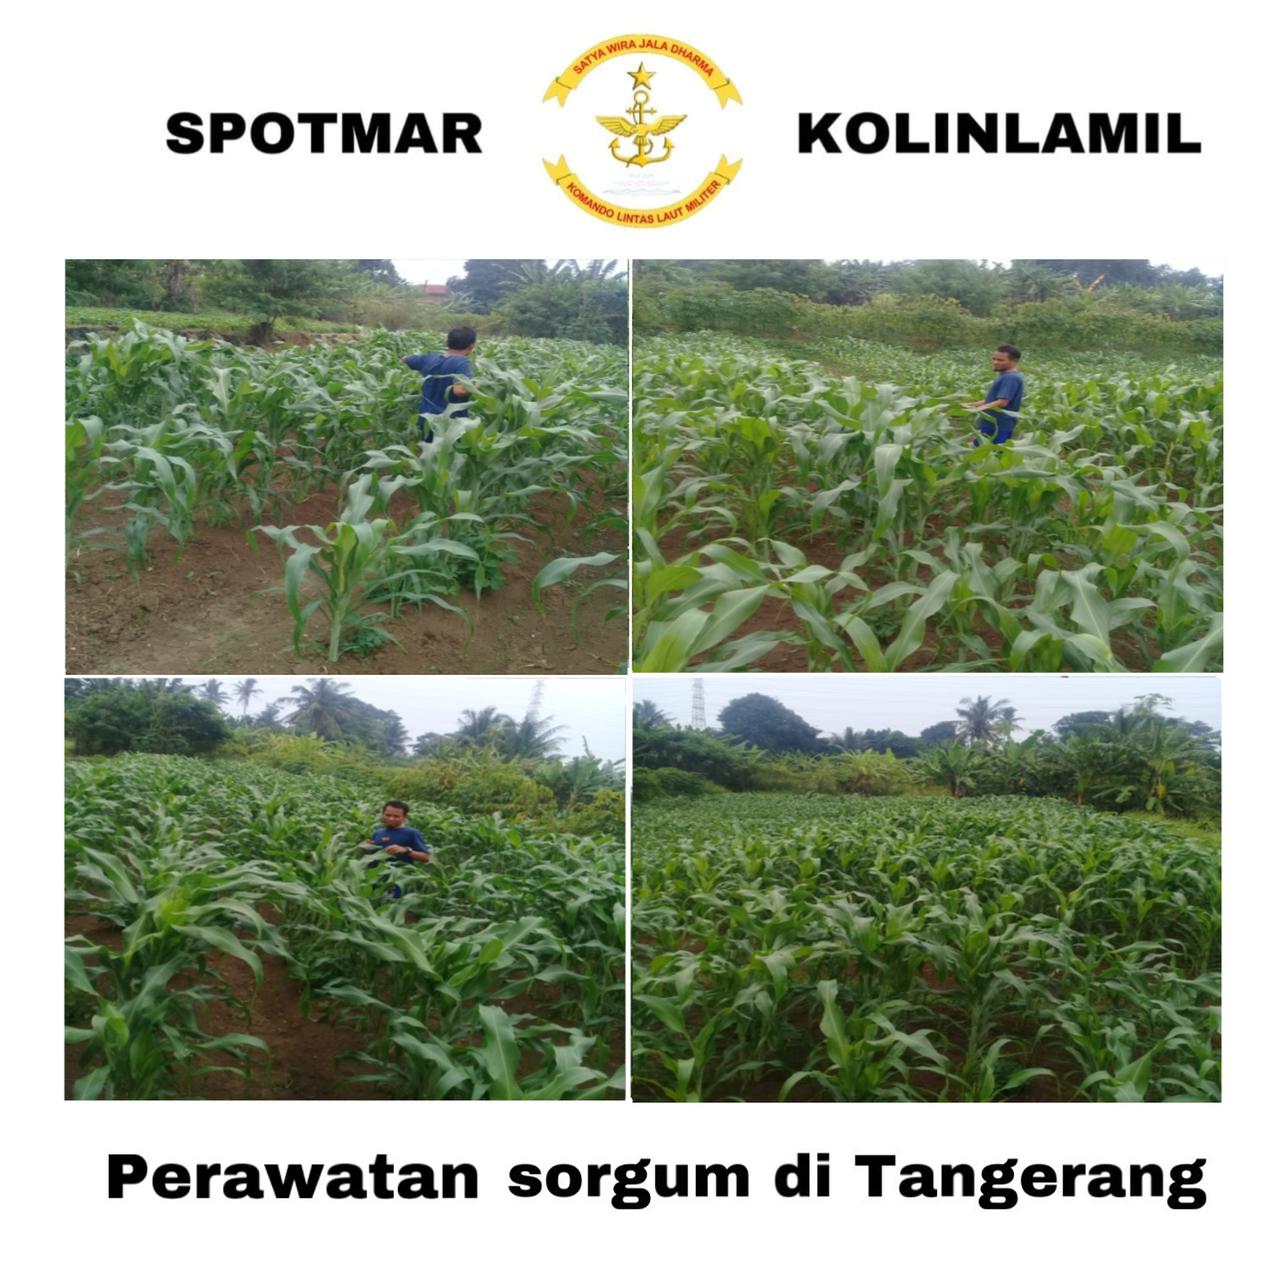 SPOTMAR
SATYA WIRA JALA DHARMA
KOMANDO LINTAS LAUT MILITER
KOLINLAMIL
Perawatan sorgum di Tangerang